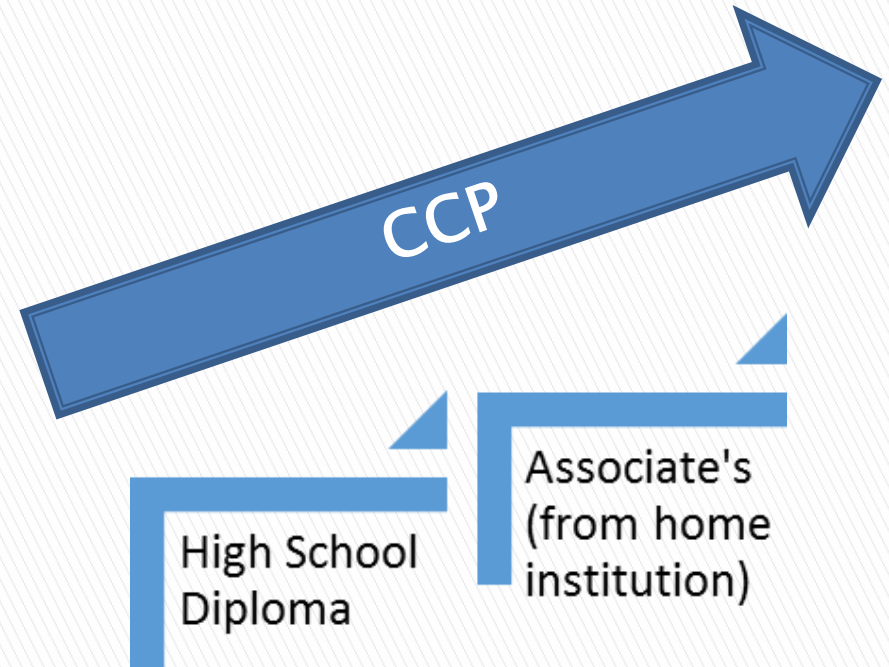 CCP
High School
Diploma
Associate's
(from home
institution)